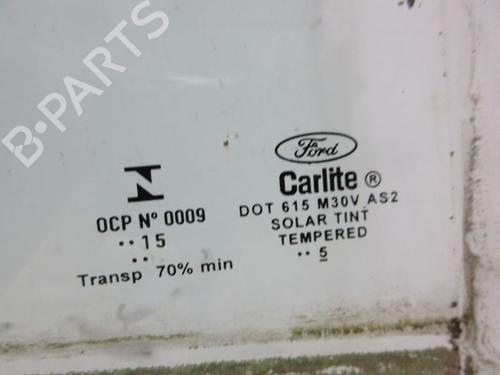 B-PARTS
Ford
Carlite ®
DOT 615 M30V AS2
SOLAR TINT
TEMPERED
·· 5
OCP Nº 0009
··15
··
Transp 70% min